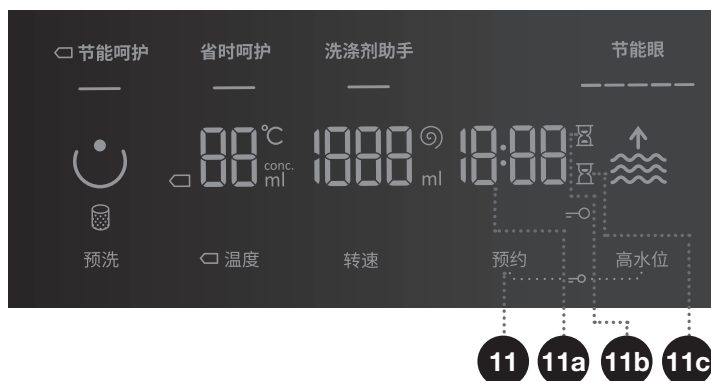 节能呵护 省时呵护 洗涤剂助手 节能眼
88 ℃ 1888 18:88
conc.
ml ml
预洗 温度 转速 预约 高水位
11 11a 11b 11c